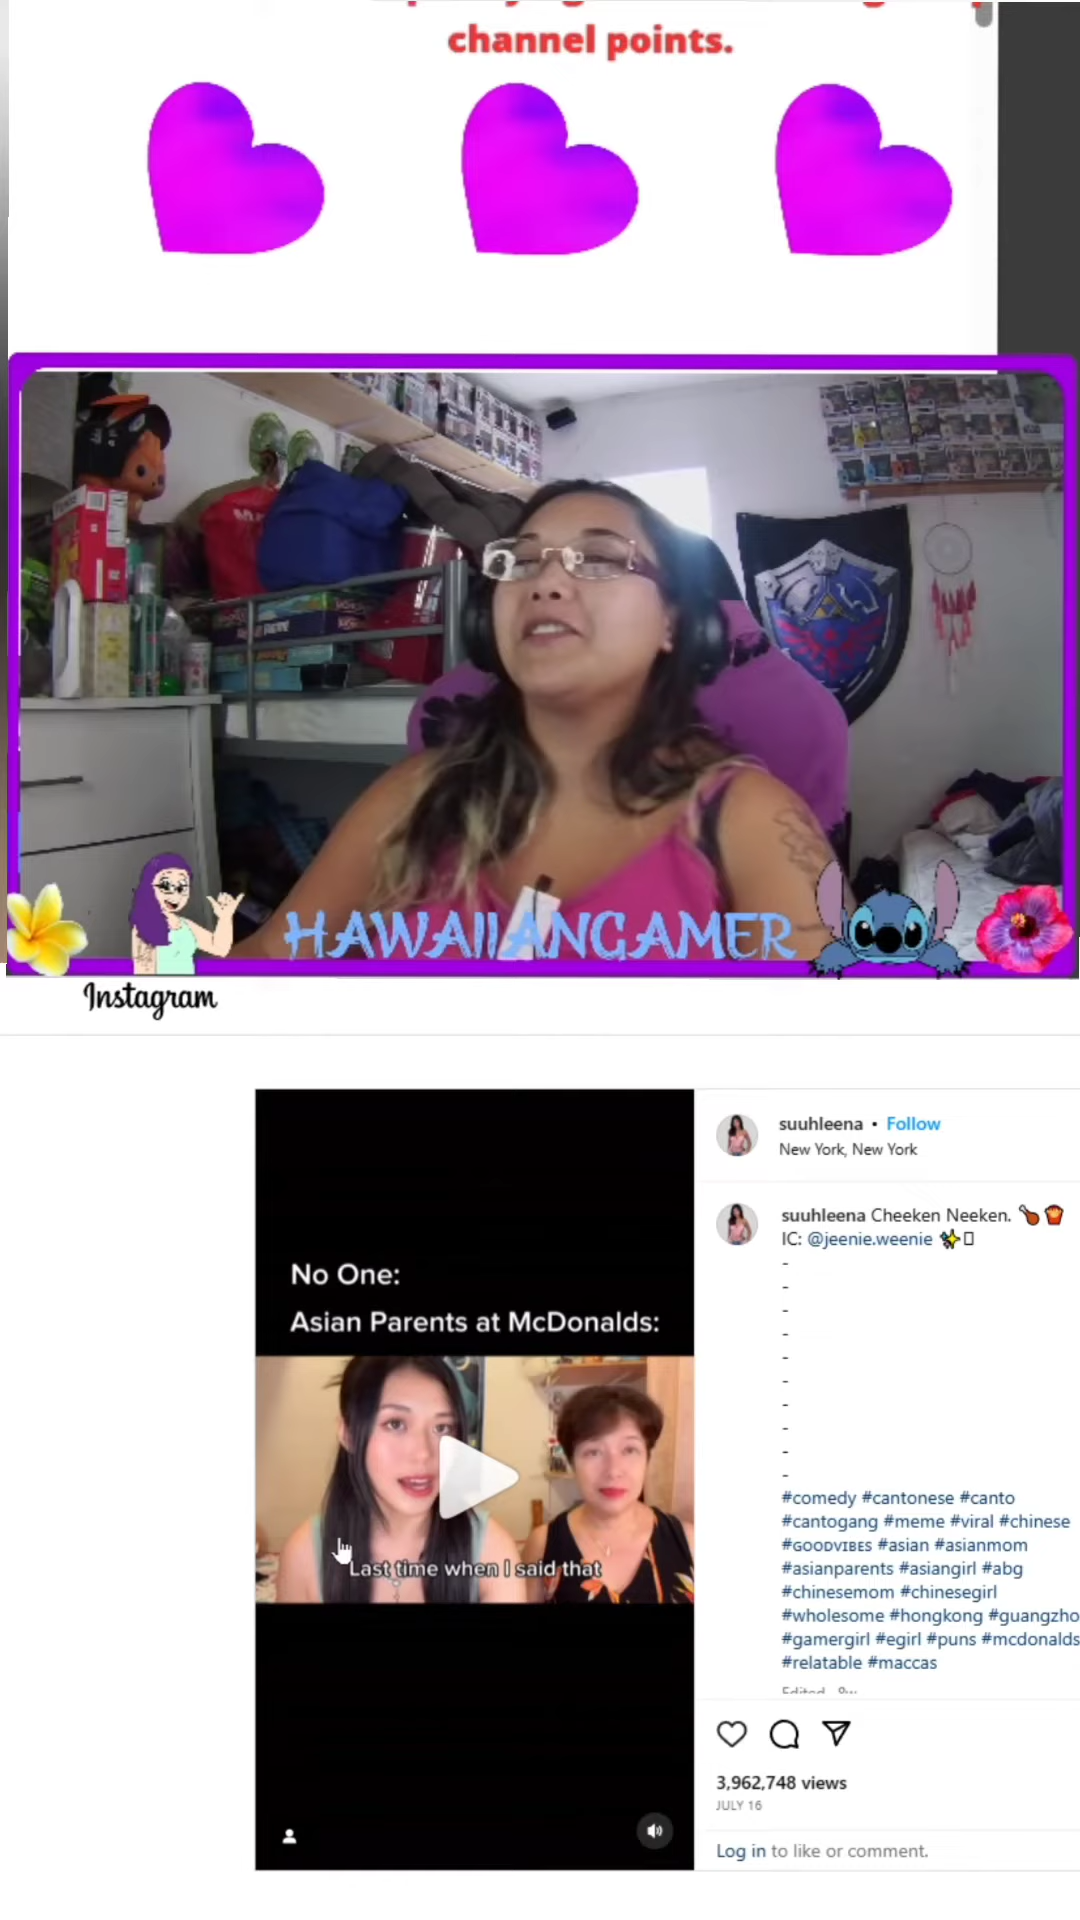 channel points.
HAWAIIANGAMER
Instagram
suuhleena • Follow
New York, New York
suuhleena Cheeken Neeken. 🍗🍟
IC: @jeenie.weenie ✨
-
-
-
-
-
-
-
-
-
-
#comedy #cantonese #canto
#cantogang #meme #viral #chinese
#ɢᴏᴏᴅᴠɪʙᴇs #asian #asianmom
#asianparents #asiangirl #abg
#chinesemom #chinesegirl
#wholesome #hongkong #guangzho
#gamergirl #egirl #puns #mcdonalds
#relatable #maccas
No One:
Asian Parents at McDonalds:
Last time when I said that
3,962,748 views
JULY 16
Log in to like or comment.